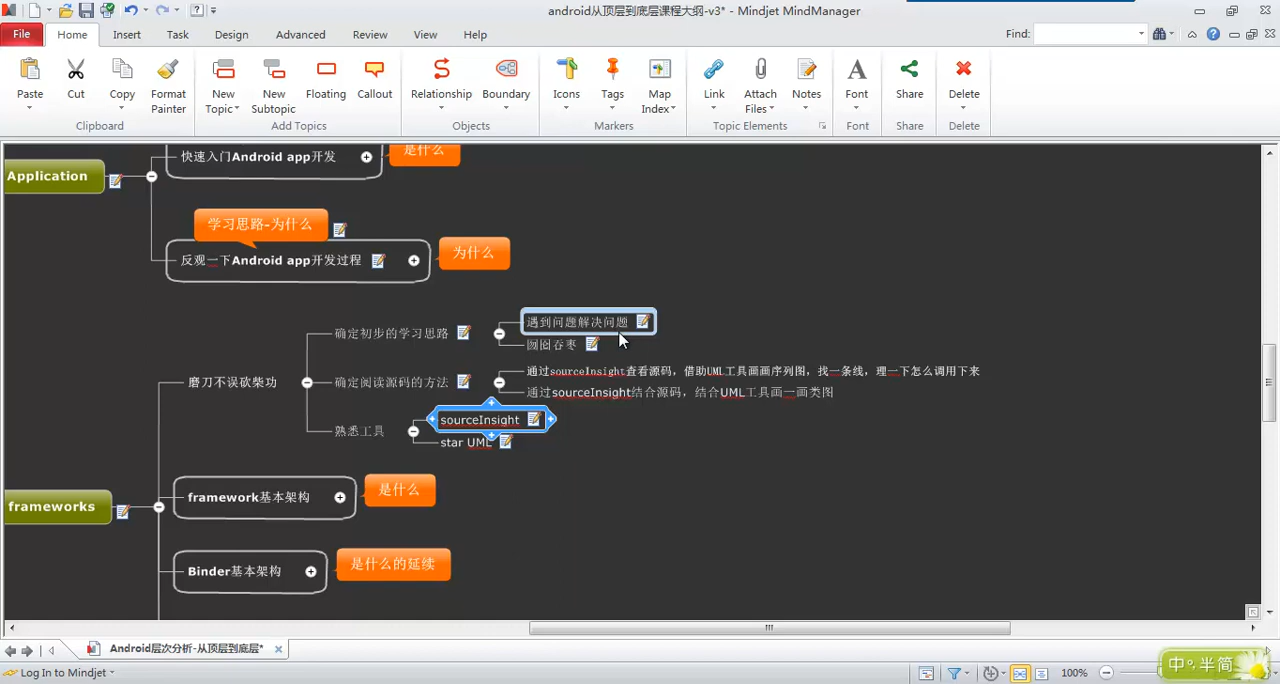 android从顶层到底层课程大纲-v3* - Mindjet MindManager
File Home Insert Task Design Advanced Review View Help Find:
Paste Cut Copy Format Painter New Topic New Subtopic Floating Callout Relationship Boundary Icons Tags Map Index Link Attach Files Notes Font Share Delete
Clipboard Add Topics Objects Markers Topic Elements Font Share Delete
Application
快速入门Android app开发
是什么
学习思路-为什么
反观一下Android app开发过程
为什么
遇到问题解决问题
确定初步的学习思路
囫囵吞枣
磨刀不误砍柴功
通过sourceInsight查看源码，借助UML工具画画序列图，找一条线，理一下怎么调用下来
确定阅读源码的方法
通过sourceInsight结合源码，结合UML工具画一画类图
sourceInsight
熟悉工具
star UML
frameworks
framework基本架构
是什么
Binder基本架构
是什么的延续
Android层次分析-从顶层到底层*
Log In to Mindjet
100%
中°,半简